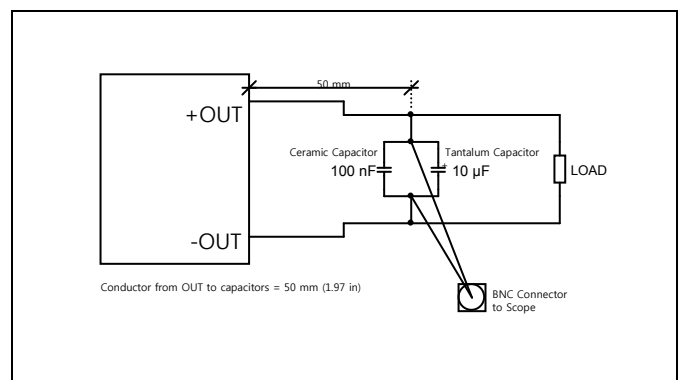 50 mm
+OUT
Ceramic Capacitor
100 nF
Tantalum Capacitor
+
10 µF
LOAD
-OUT
Conductor from OUT to capacitors = 50 mm (1.97 in)
BNC Connector
to Scope